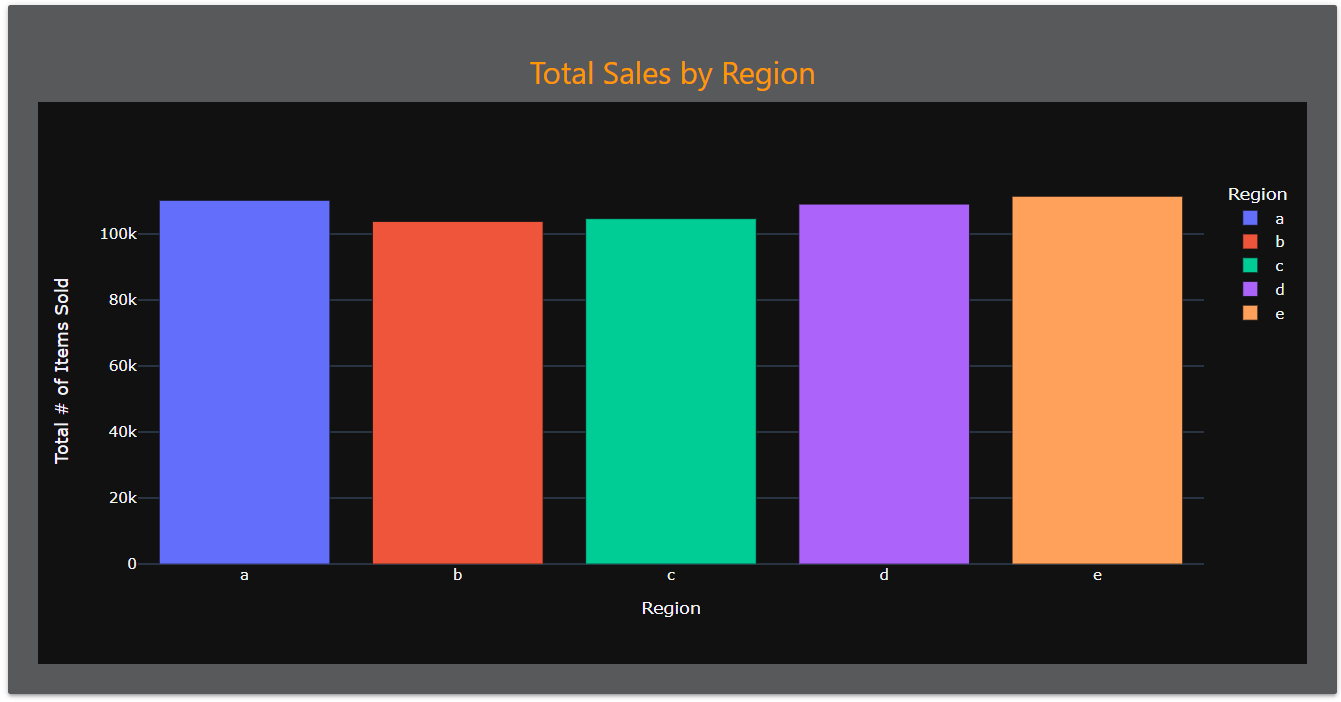 Total Sales by Region
Total # of Items Sold
100k
80k
60k
40k
20k
0
a
b
c
d
e
Region
Region
a
b
c
d
e